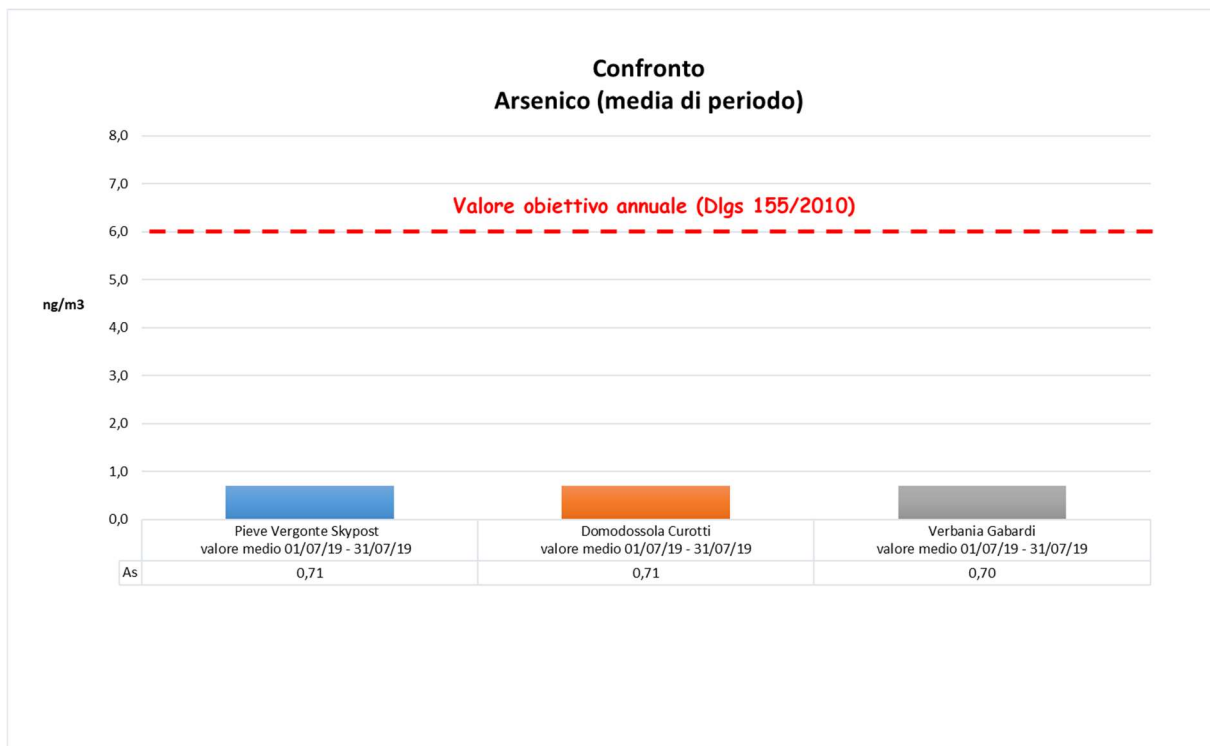 Confronto
Arsenico (media di periodo)
8,0
7,0
Valore obiettivo annuale (Dlgs 155/2010)
6,0
5,0
ng/m3
4,0
3,0
2,0
1,0
0,0
Pieve Vergonte Skypost
valore medio 01/07/19 - 31/07/19
Domodossola Curotti
valore medio 01/07/19 - 31/07/19
Verbania Gabardi
valore medio 01/07/19 - 31/07/19
As 0,71 0,71 0,70